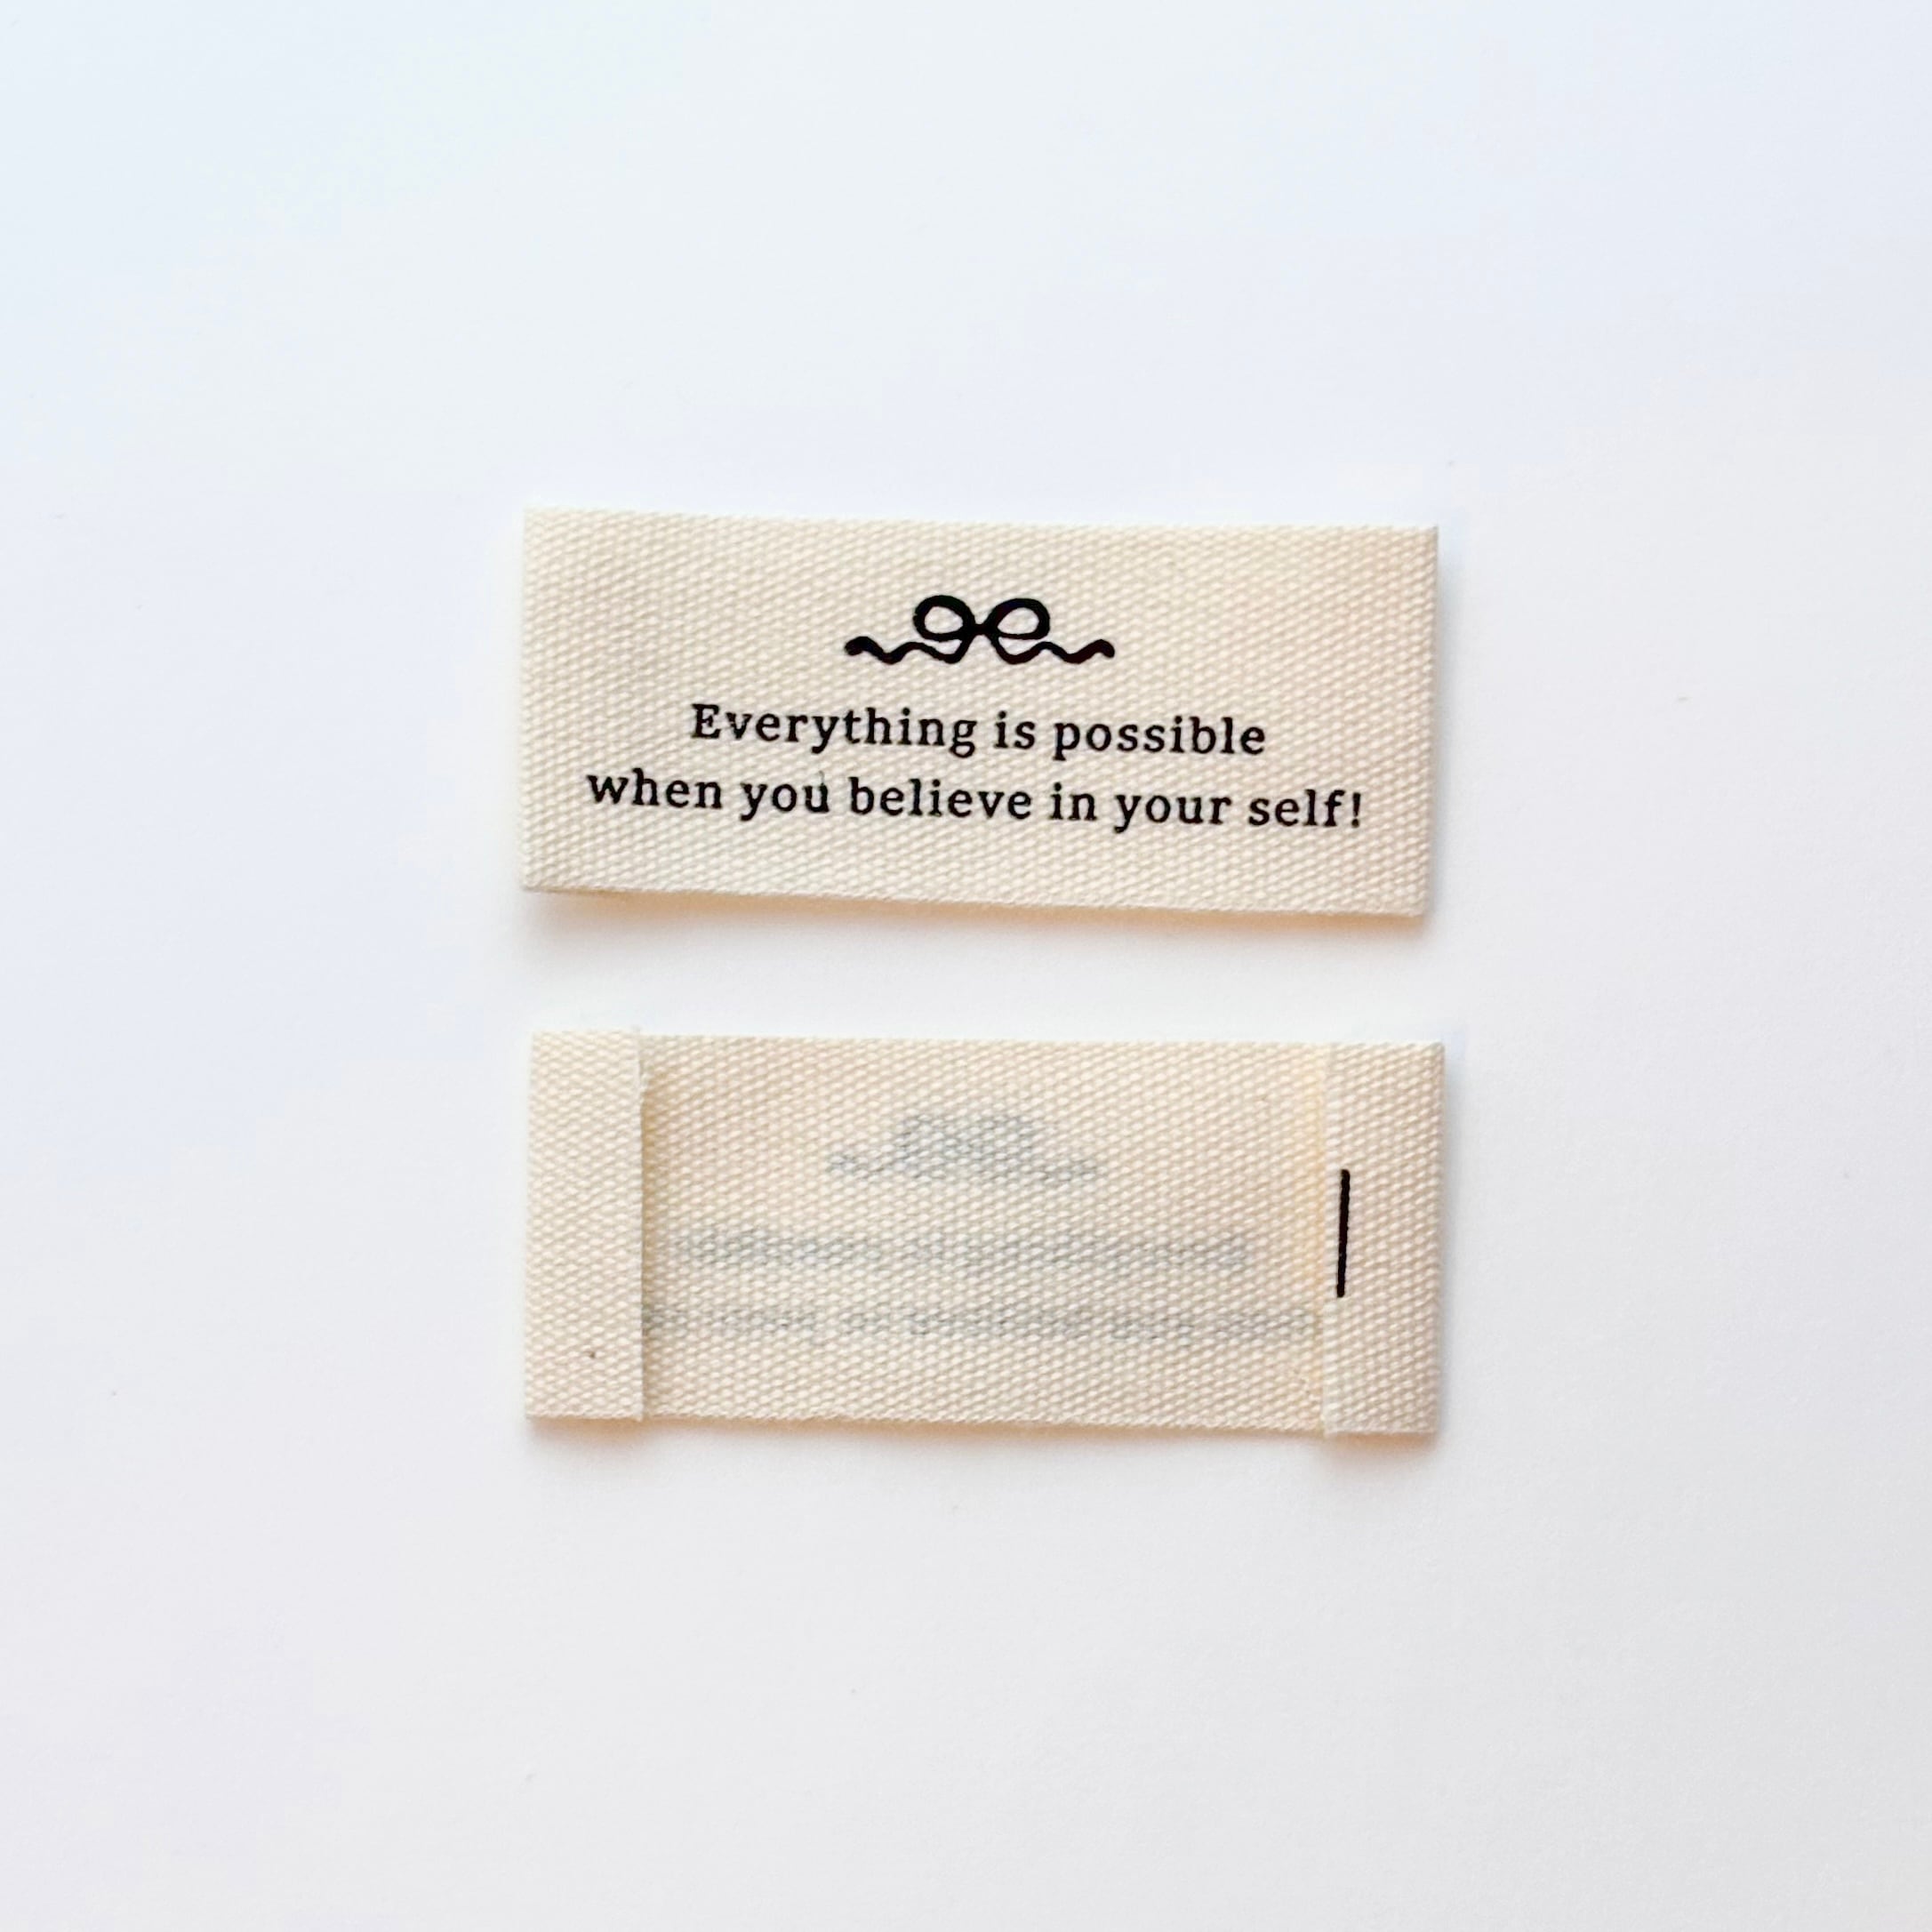 Everything is possible
when you believe in your self!